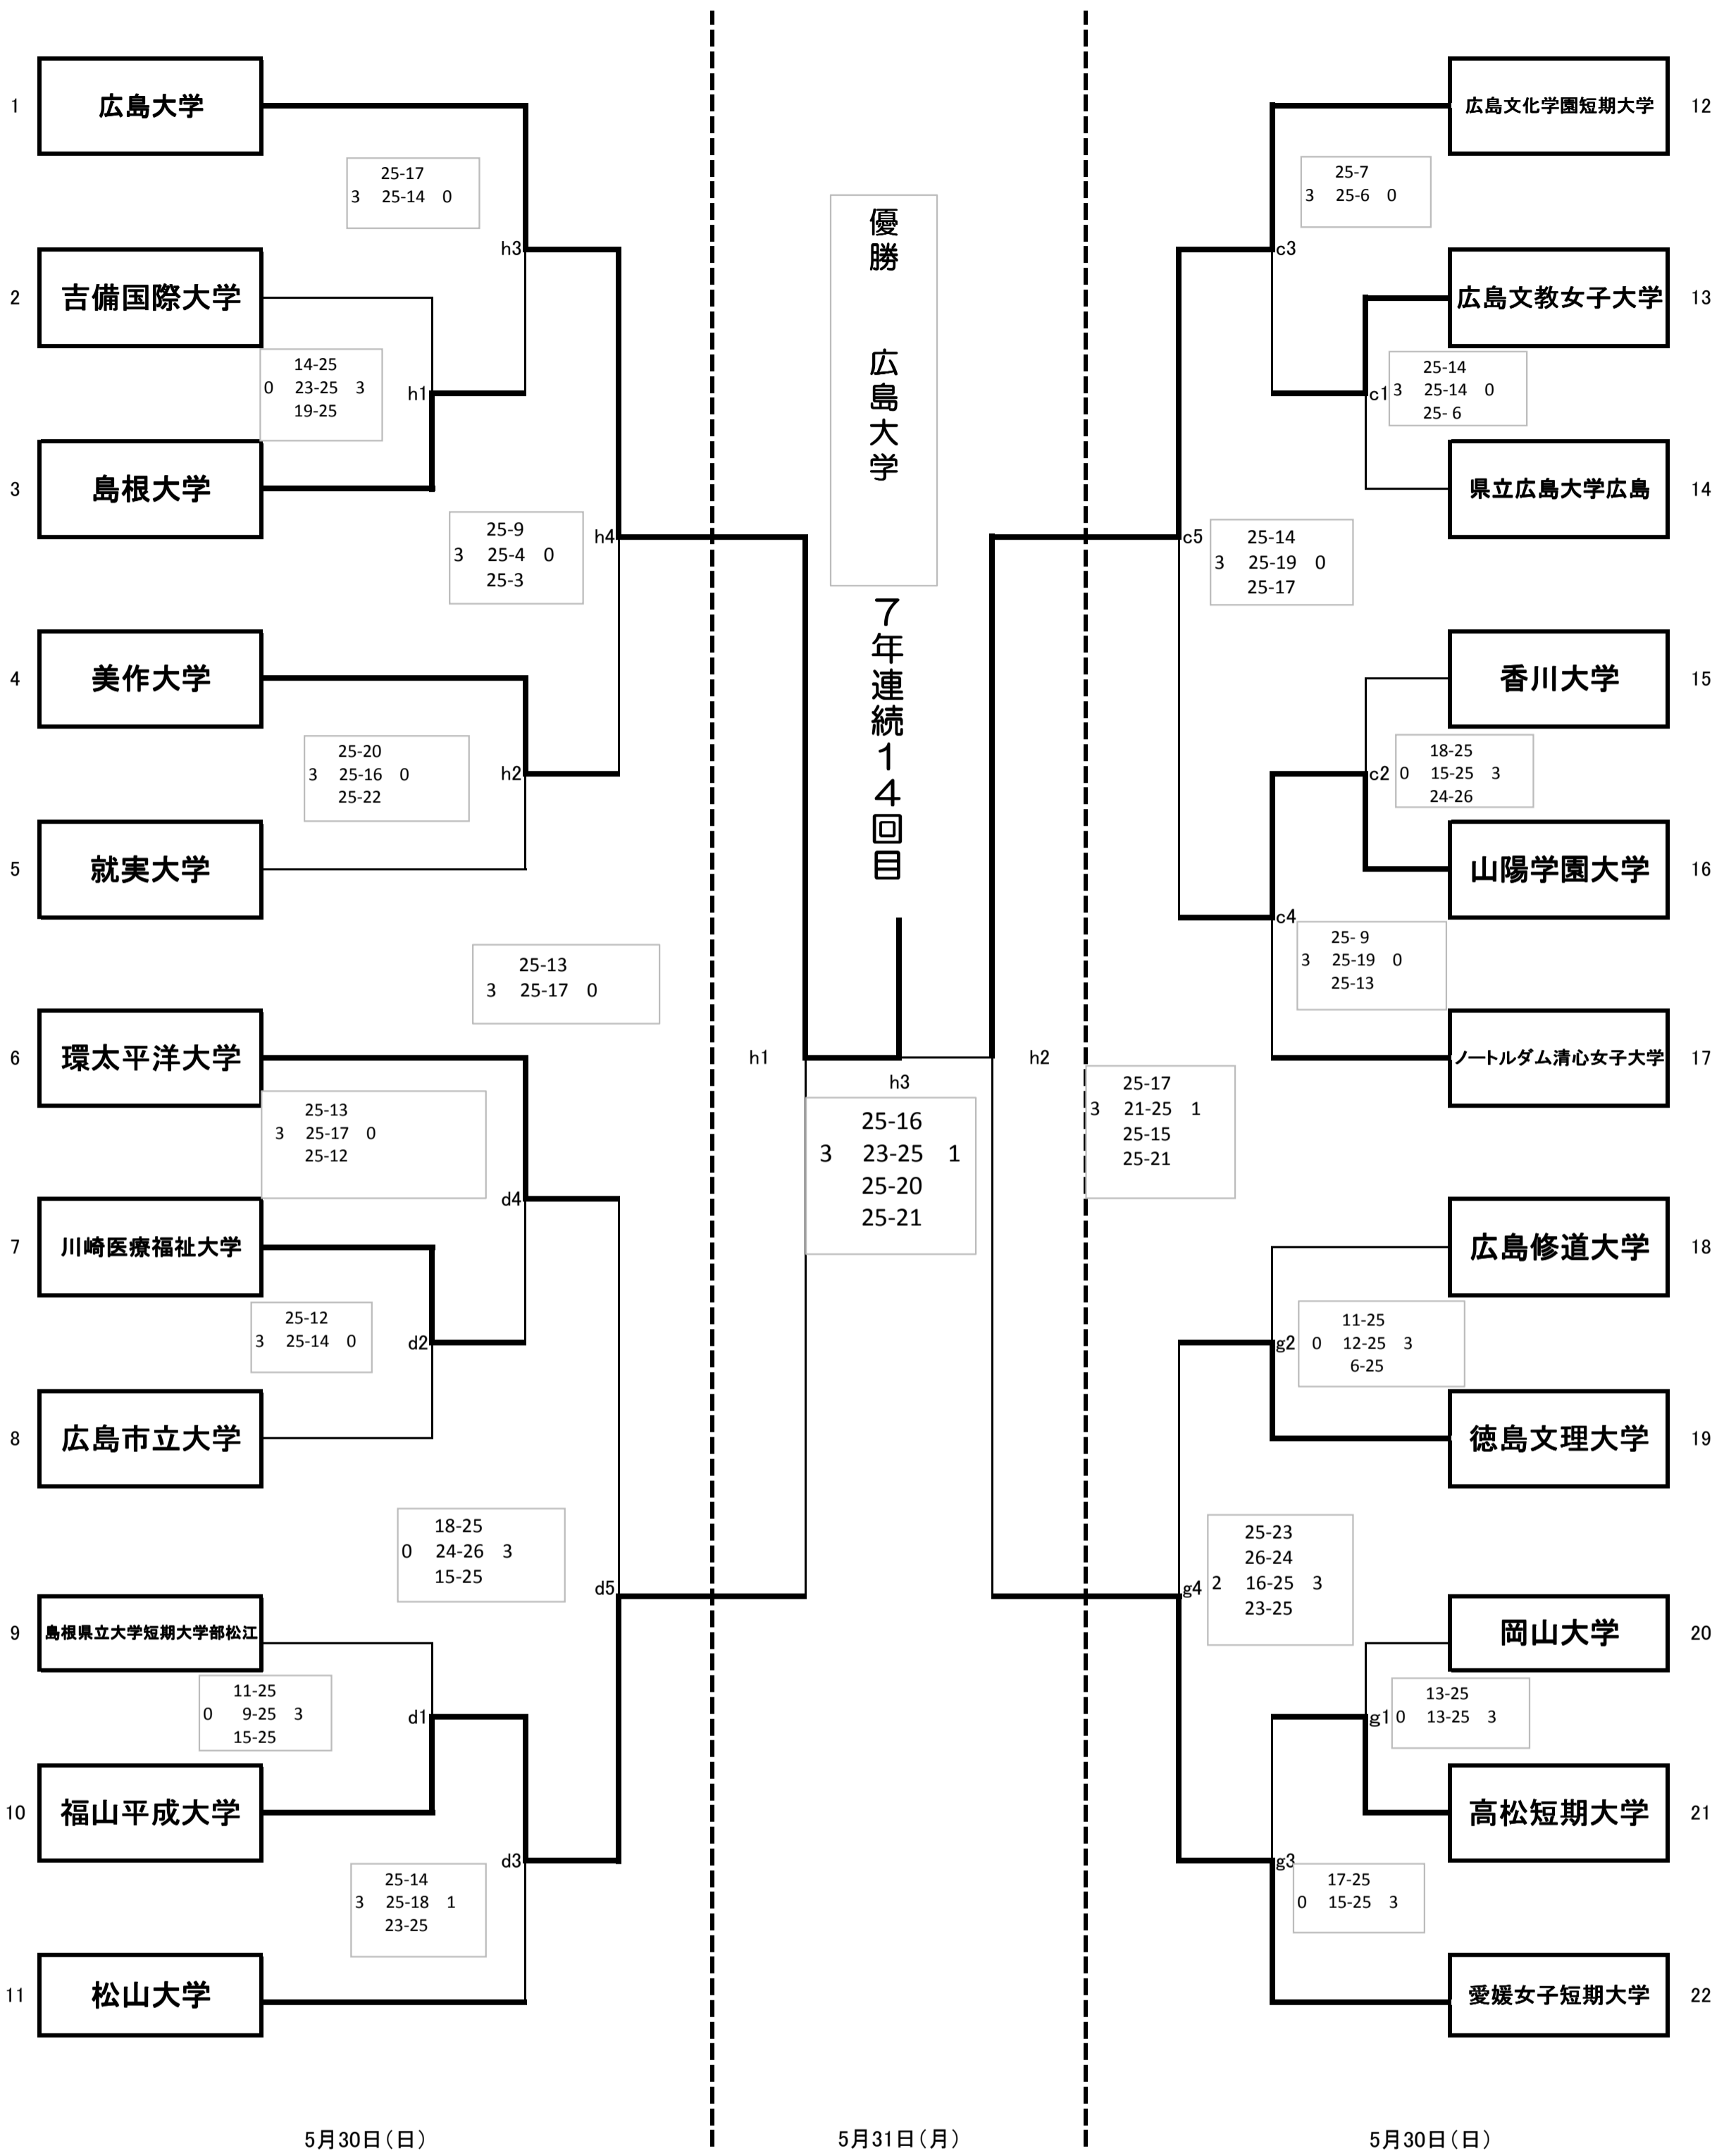 1
広島大学
25-17
3 25-14 0
h3
2
吉備国際大学
14-25
0 23-25 3
19-25
h1
3
島根大学
25-9
3 25-4 0
25-3
h4
4
美作大学
25-20
3 25-16 0
25-22
h2
5
就実大学
25-13
3 25-17 0
6
環太平洋大学
25-13
3 25-17 0
25-12
d4
7
川崎医療福祉大学
25-12
3 25-14 0
d2
8
広島市立大学
18-25
0 24-26 3
15-25
d5
9
島根県立大学短期大学部松江
11-25
0 9-25 3
15-25
d1
10
福山平成大学
d3
25-14
3 25-18 1
23-25
11
松山大学
5月30日(日)
優勝 広島大学
7年連続14回目
h1
h2
h3
25-16
3 23-25 1
25-20
25-21
25-17
3 21-25 1
25-15
25-21
5月31日(月)
広島文化学園短期大学
12
25-7
3 25-6 0
c3
広島文教女子大学
13
25-14
c1 3 25-14 0
25- 6
県立広島大学広島
14
c5
25-14
3 25-19 0
25-17
香川大学
15
18-25
c2 0 15-25 3
24-26
山陽学園大学
16
c4
25- 9
3 25-19 0
25-13
ノートルダム清心女子大学
17
広島修道大学
18
11-25
g2 0 12-25 3
6-25
徳島文理大学
19
25-23
26-24
g4 2 16-25 3
23-25
岡山大学
20
13-25
g1 0 13-25 3
高松短期大学
21
g3
17-25
0 15-25 3
愛媛女子短期大学
22
5月30日(日)